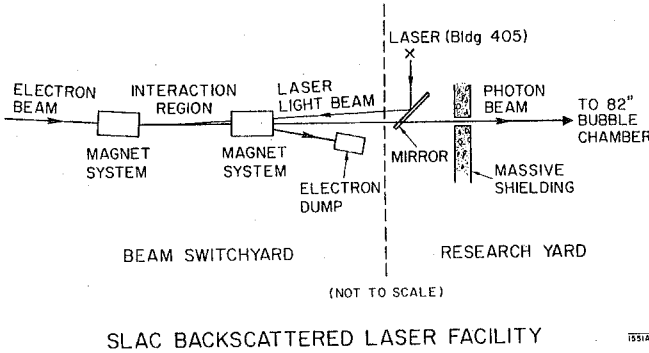 LASER (Bldg 405)
ELECTRON
BEAM
INTERACTION
REGION
LASER
LIGHT BEAM
PHOTON
BEAM
TO 82"
BUBBLE
CHAMBER
MAGNET
SYSTEM
MAGNET
SYSTEM
ELECTRON
DUMP
MIRROR
MASSIVE
SHIELDING
BEAM SWITCHYARD
RESEARCH YARD
(NOT TO SCALE)
SLAC BACKSCATTERED LASER FACILITY